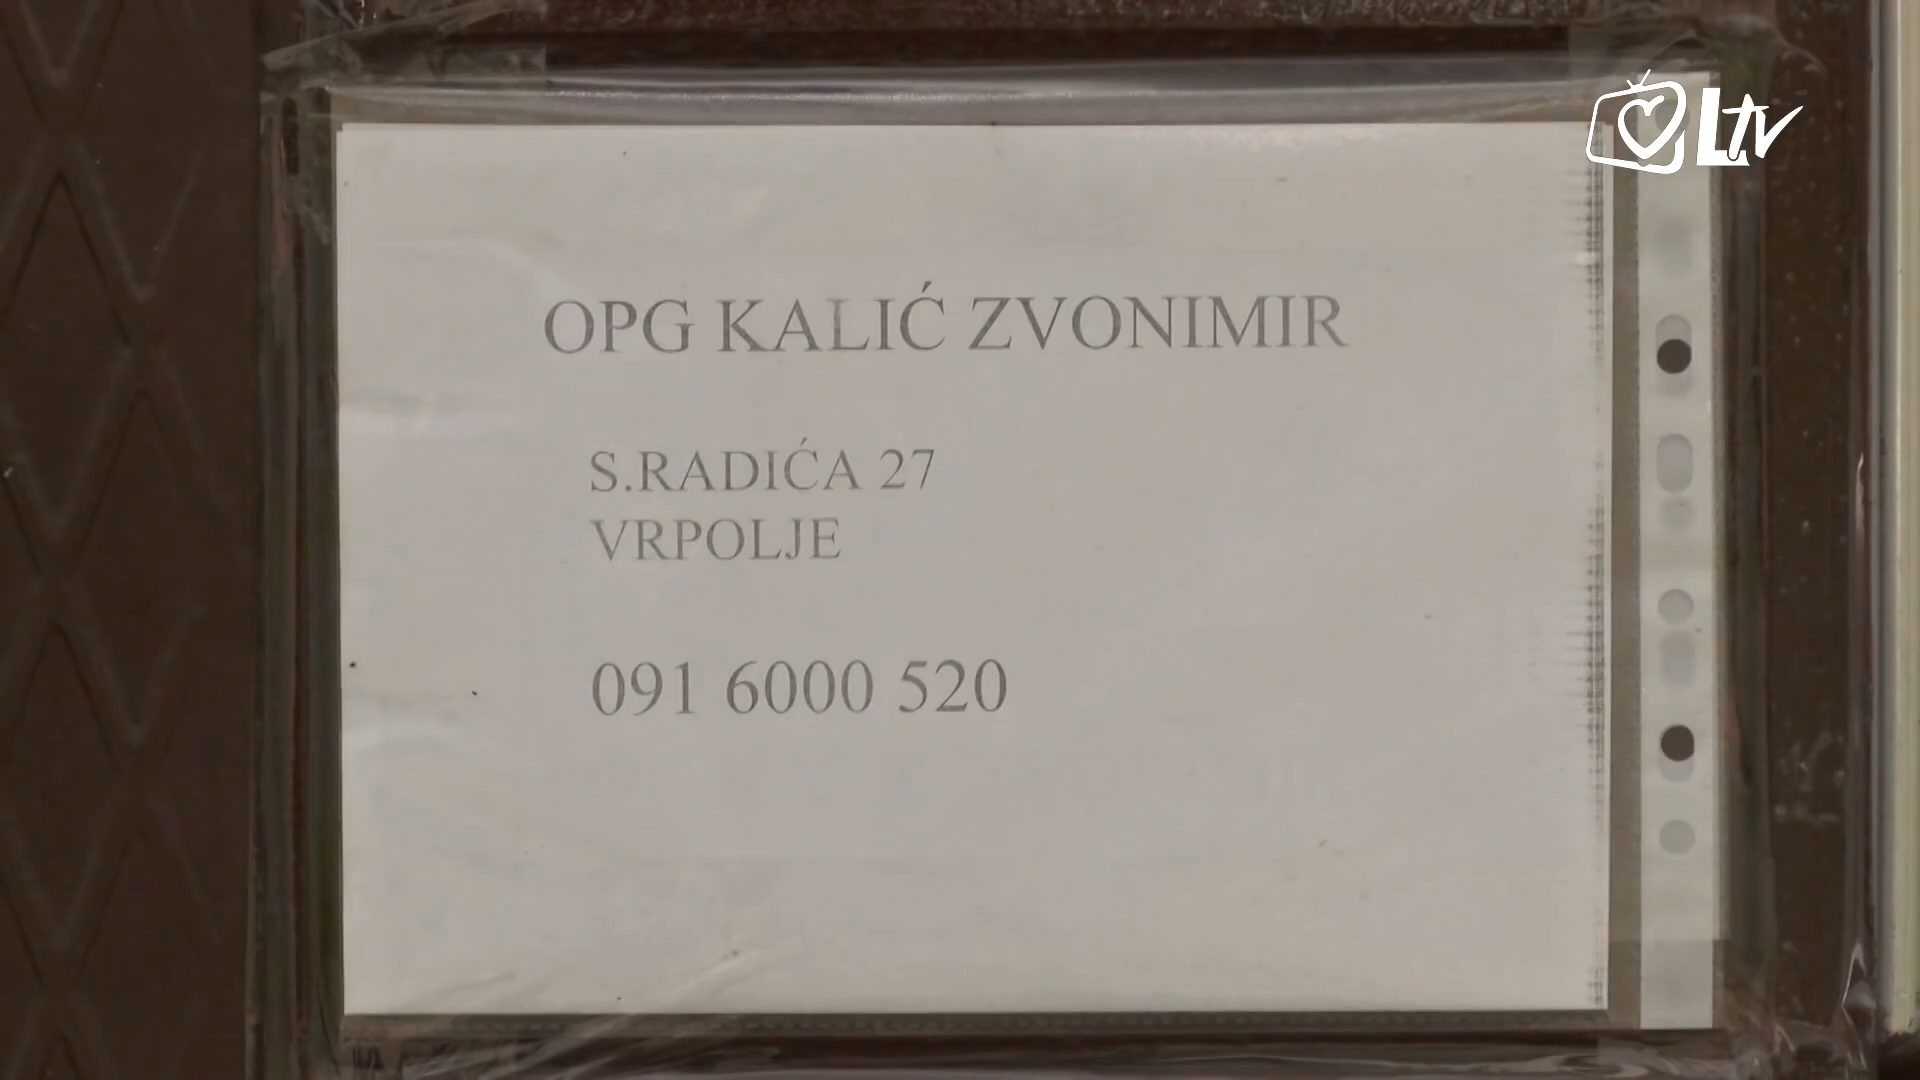 LTV
OPG KALIĆ ZVONIMIR
S.RADIĆA 27
VRPOLJE
091 6000 520